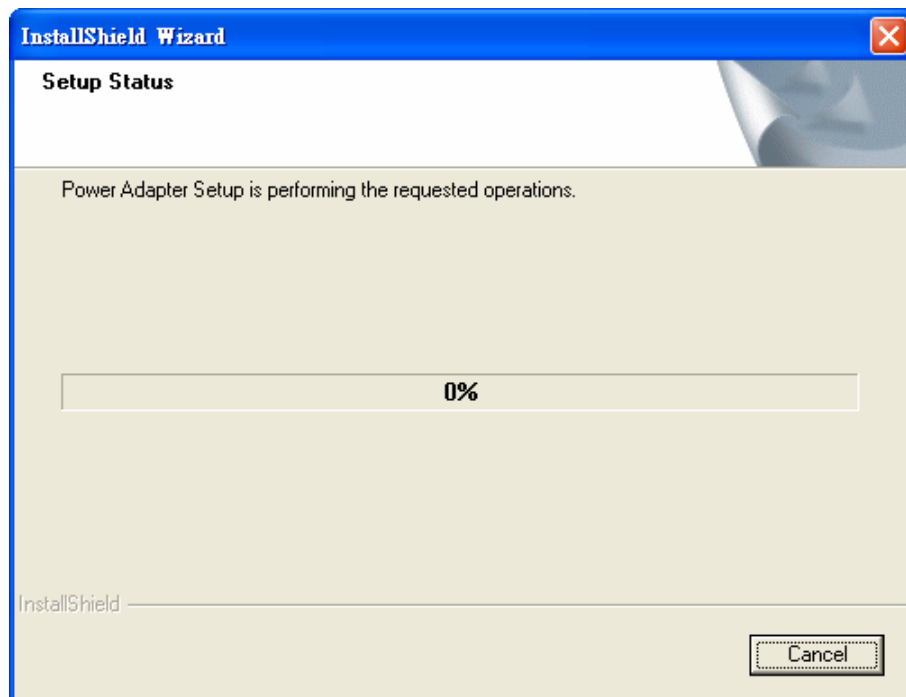 InstallShield Wizard
Setup Status
Power Adapter Setup is performing the requested operations.
0%
InstallShield
Cancel